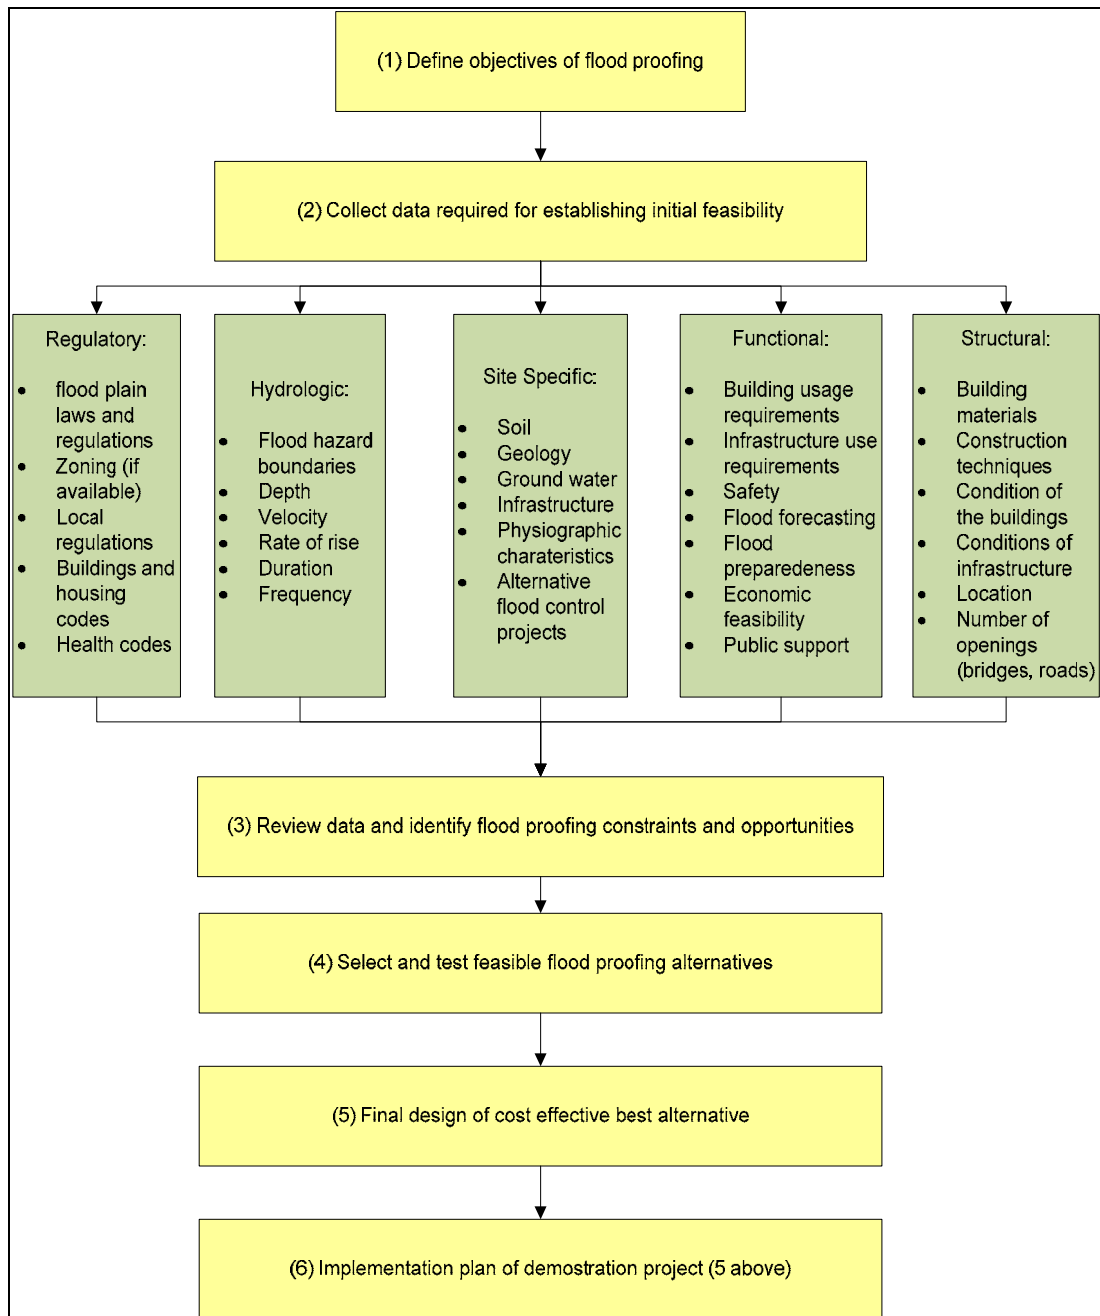 (1) Define objectives of flood proofing
(2) Collect data required for establishing initial feasibility
Regulatory:
• flood plain
laws and
regulations
• Zoning (if
available)
• Local
regulations
• Buildings and
housing
codes
• Health codes
Hydrologic:
• Flood hazard
boundaries
• Depth
• Velocity
• Rate of rise
• Duration
• Frequency
Site Specific:
• Soil
• Geology
• Ground water
• Infrastructure
• Physiographic
charateristics
• Alternative
flood control
projects
Functional:
• Building usage
requirements
• Infrastructure use
requirements
• Safety
• Flood forecasting
• Flood
preparedeness
• Economic
feasibility
• Public support
Structural:
• Building
materials
• Construction
techniques
• Condition of
the buildings
• Conditions of
infrastructure
• Location
• Number of
openings
(bridges, roads)
(3) Review data and identify flood proofing constraints and opportunities
(4) Select and test feasible flood proofing alternatives
(5) Final design of cost effective best alternative
(6) Implementation plan of demostration project (5 above)